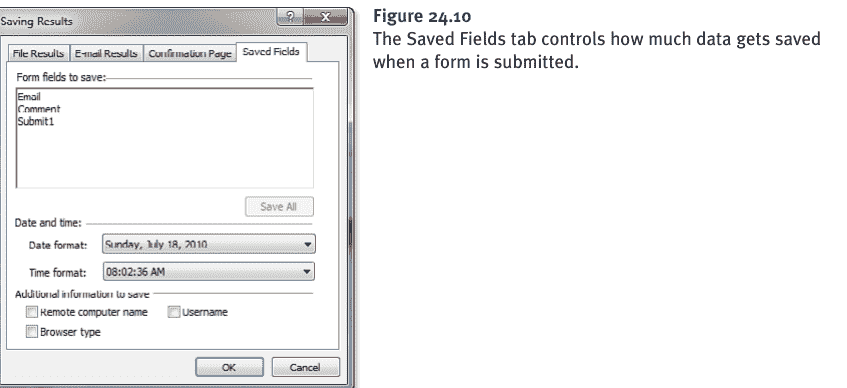 Saving Results
File Results E-mail Results Confirmation Page Saved Fields
Form fields to save:
Email
Comment
Submit1
Save All
Date and time:
Date format: Sunday, July 18, 2010
Time format: 08:02:36 AM
Additional information to save
Remote computer name Username
Browser type
OK Cancel
Figure 24.10
The Saved Fields tab controls how much data gets saved
when a form is submitted.